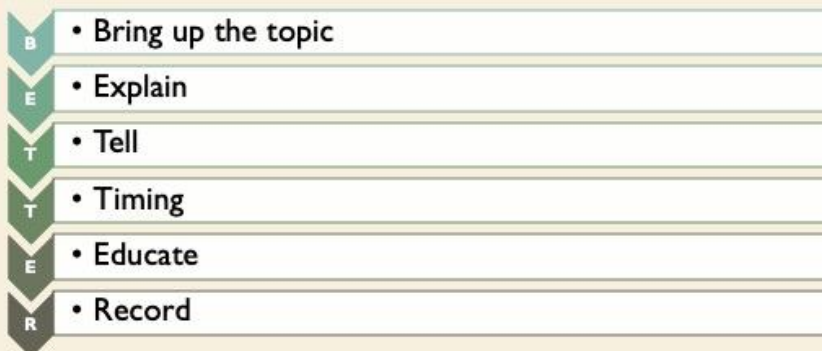 B • Bring up the topic
E • Explain
T • Tell
T • Timing
E • Educate
R • Record